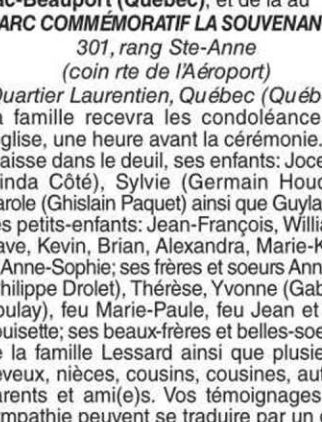 ac-Beauport (Québec), et de là au
ARC COMMÉMORATIF LA SOUVENAN
301, rang Ste-Anne
(coin rte de l'Aéroport)
Quartier Laurentien, Québec (Québ
a famille recevra les condoléance
église, une heure avant la cérémonie.
aisse dans le deuil, ses enfants: Joce
inda Côté), Sylvie (Germain Houd
arole (Ghislain Paquet) ainsi que Guyla
es petits-enfants: Jean-François, Willia
ave, Kevin, Brian, Alexandra, Marie-K
Anne-Sophie; ses frères et soeurs Ann
hilippe Drolet), Thérèse, Yvonne (Gab
oulay), feu Marie-Paule, feu Jean et
ouisette; ses beaux-frères et belles-soe
e la famille Lessard ainsi que plusie
eveux, nièces, cousins, cousines, aut
arents et ami(e)s. Vos témoignages
ympathie peuvent se traduire par un d